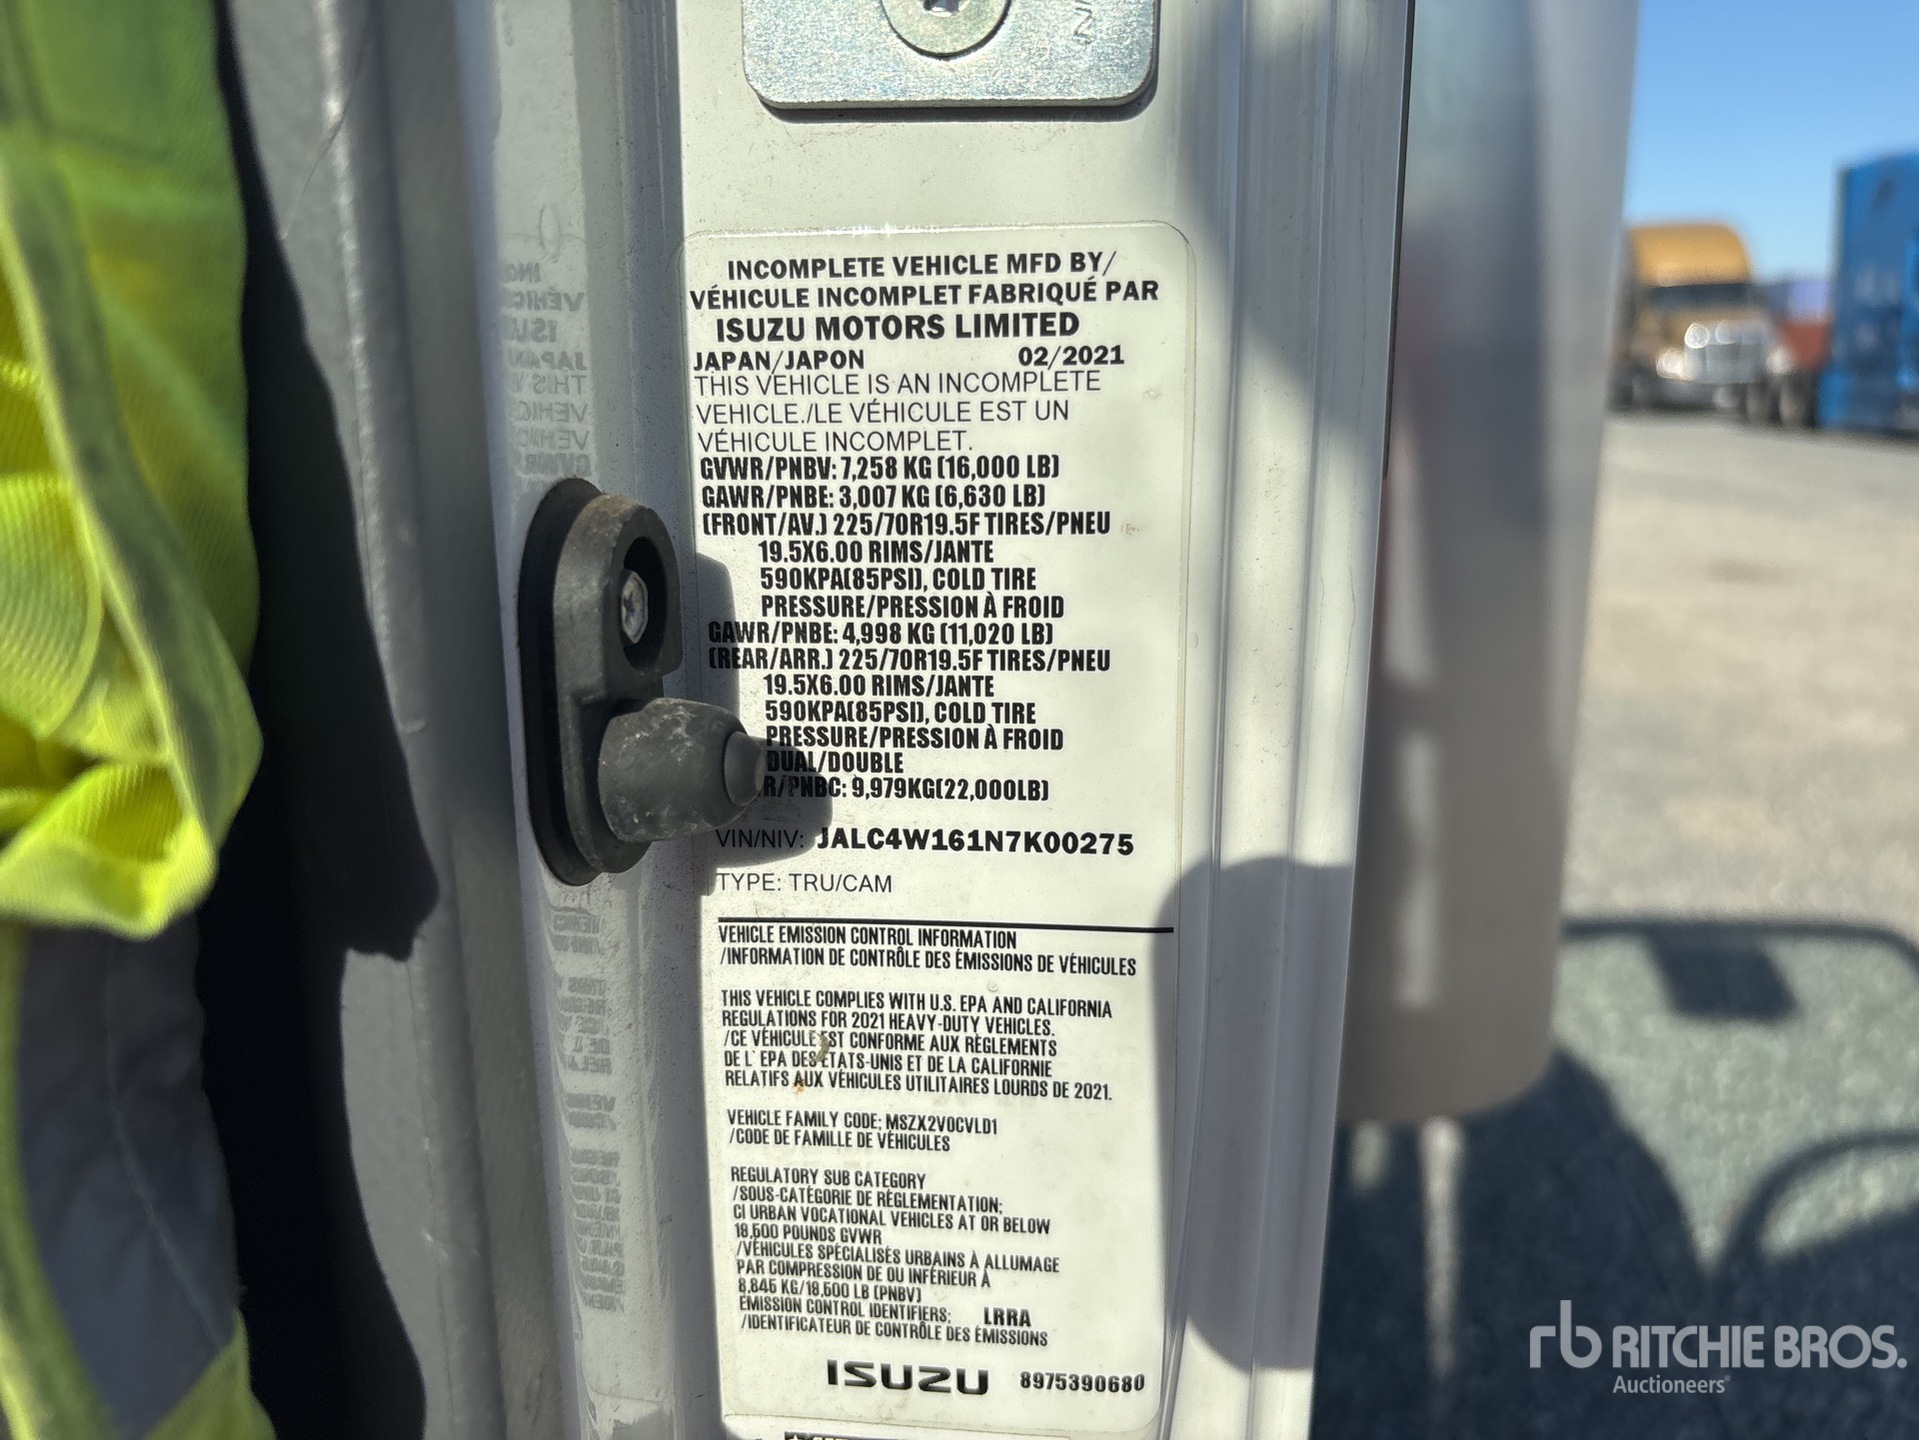 INCOMPLETE VEHICLE MFD BY/
VÉHICULE INCOMPLET FABRIQUÉ PAR
ISUZU MOTORS LIMITED
JAPAN/JAPON 02/2021
THIS VEHICLE IS AN INCOMPLETE
VEHICLE./LE VÉHICULE EST UN
VÉHICULE INCOMPLET.
GVWR/PNBV: 7,258 KG (16,000 LB)
GAWR/PNBE: 3,007 KG (6,630 LB)
(FRONT/AV.) 225/70R19.5F TIRES/PNEU
19.5X6.00 RIMS/JANTE
590KPA(85PSI), COLD TIRE
PRESSURE/PRESSION À FROID
GAWR/PNBE: 4,998 KG (11,020 LB)
(REAR/ARR.) 225/70R19.5F TIRES/PNEU
19.5X6.00 RIMS/JANTE
590KPA(85PSI), COLD TIRE
PRESSURE/PRESSION À FROID
DUAL/DOUBLE
R/PNBC: 9,979KG(22,000LB)
VIN/NIV: JALC4W161N7K00275
TYPE: TRU/CAM
VEHICLE EMISSION CONTROL INFORMATION
/INFORMATION DE CONTRÔLE DES ÉMISSIONS DE VÉHICULES
THIS VEHICLE COMPLIES WITH U.S. EPA AND CALIFORNIA
REGULATIONS FOR 2021 HEAVY-DUTY VEHICLES.
/CE VÉHICULE EST CONFORME AUX RÈGLEMENTS
DE L' EPA DES ÉTATS-UNIS ET DE LA CALIFORNIE
RELATIFS AUX VÉHICULES UTILITAIRES LOURDS DE 2021.
VEHICLE FAMILY CODE; MSZX2VOCVLD1
/CODE DE FAMILLE DE VÉHICULES
REGULATORY SUB CATEGORY
/SOUS-CATÉGORIE DE RÉGLEMENTATION;
CI URBAN VOCATIONAL VEHICLES AT OR BELOW
18,500 POUNDS GVWR
/VÉHICULES SPÉCIALISÉS URBAINS À ALLUMAGE
PAR COMPRESSION DE OU INFÉRIEUR À
8,845 KG/18,500 LB (PNBV)
EMISSION CONTROL IDENTIFIERS; LRRA
/IDENTIFICATEUR DE CONTRÔLE DES ÉMISSIONS
ISUZU 8975390680
rb RITCHIE BROS.
Auctioneers